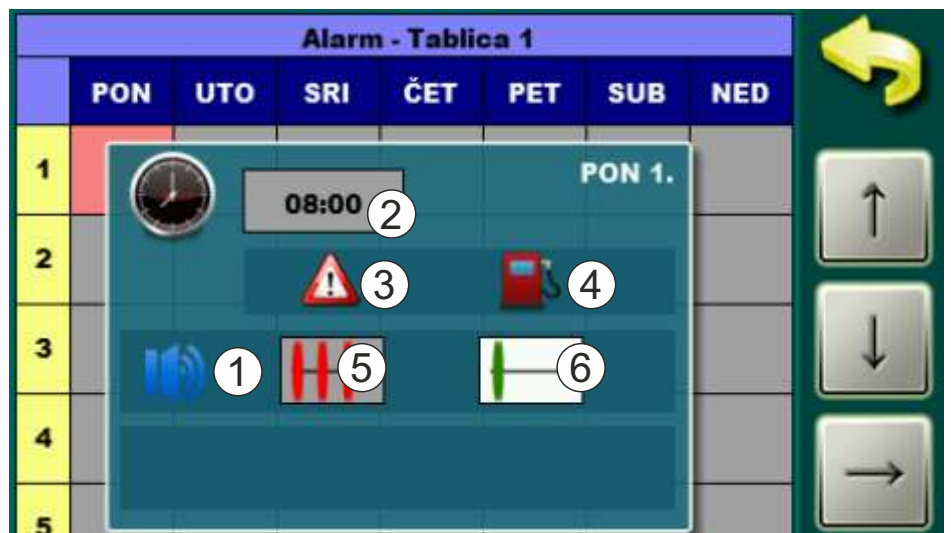 Alarm - Tablica 1
PON UTO SRI ČET PET SUB NED
1
PON 1.
08:00 2
2
3 4
3
1 5 6
4
5